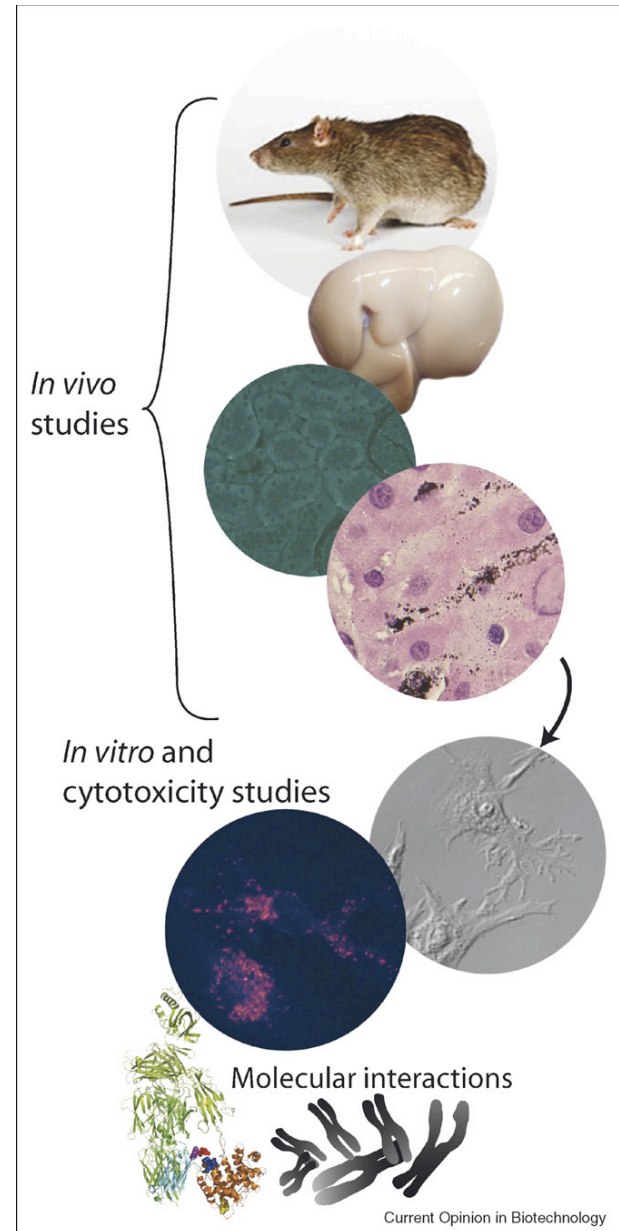 In vivo
studies
In vitro and
cytotoxicity studies
Molecular interactions
Current Opinion in Biotechnology